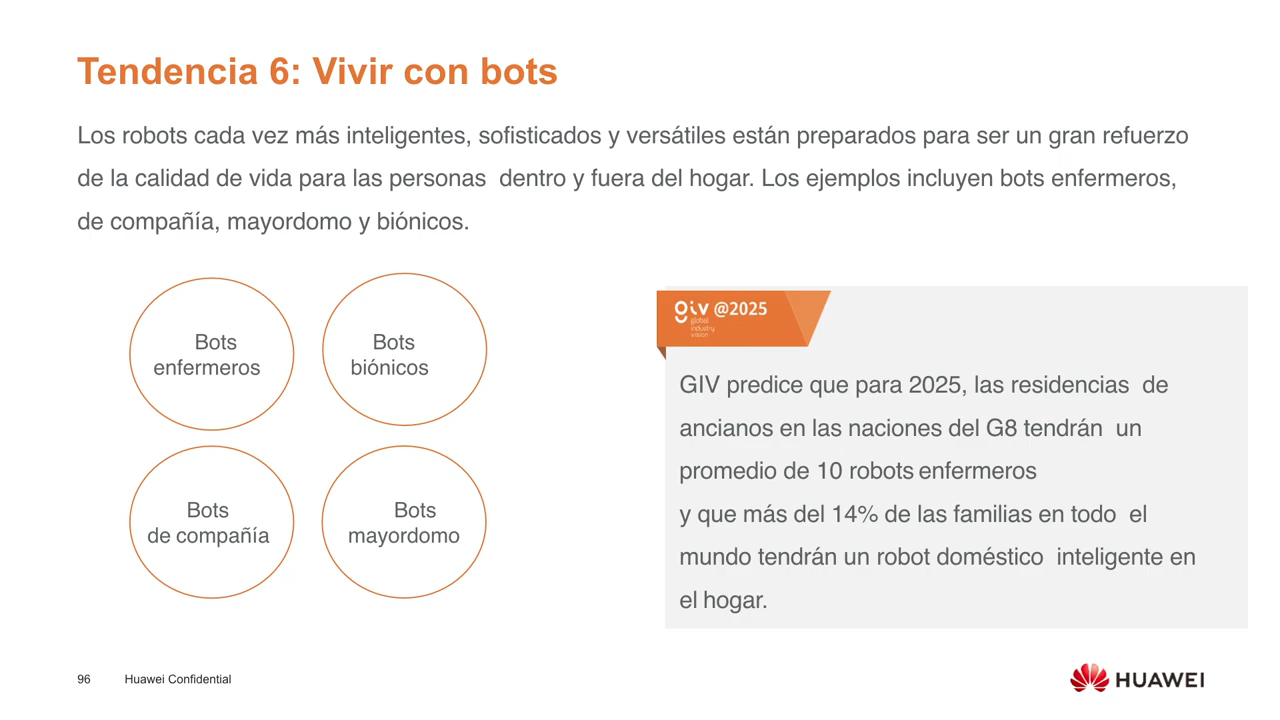 Tendencia 6: Vivir con bots
Los robots cada vez más inteligentes, sofisticados y versátiles están preparados para ser un gran refuerzo
de la calidad de vida para las personas dentro y fuera del hogar. Los ejemplos incluyen bots enfermeros,
de compañía, mayordomo y biónicos.
Bots
enfermeros
Bots
biónicos
Bots
de compañía
Bots
mayordomo
giv @2025
global
industry
vision
GIV predice que para 2025, las residencias de
ancianos en las naciones del G8 tendrán un
promedio de 10 robots enfermeros
y que más del 14% de las familias en todo el
mundo tendrán un robot doméstico inteligente en
el hogar.
96 Huawei Confidential
HUAWEI